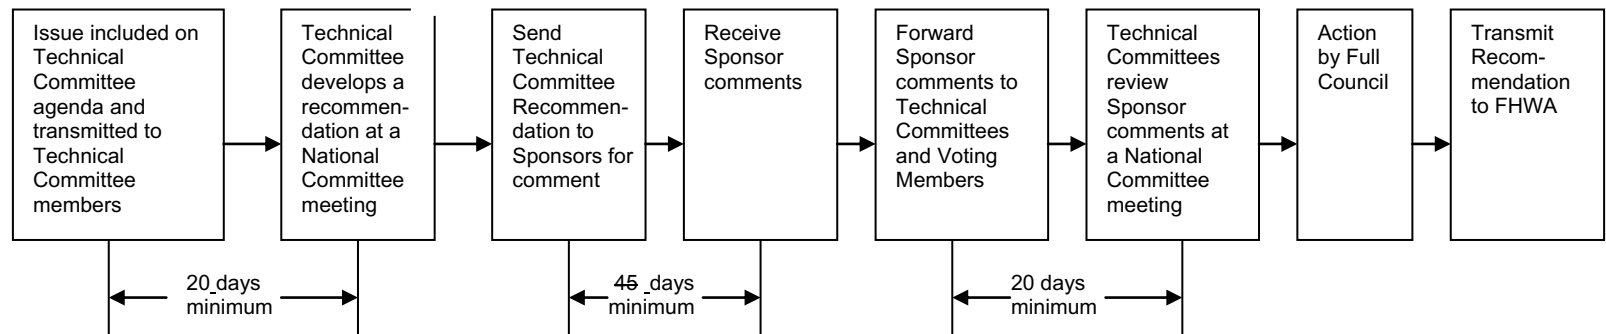 Issue included on
Technical
Committee
agenda and
transmitted to
Technical
Committee
members
Technical
Committee
develops a
recommen-
dation at a
National
Committee
meeting
Send
Technical
Committee
Recommen-
dation to
Sponsors for
comment
Receive
Sponsor
comments
Forward
Sponsor
comments to
Technical
Committees
and Voting
Members
Technical
Committees
review
Sponsor
comments at
a National
Committee
meeting
Action
by Full
Council
Transmit
Recom-
mendation
to FHWA
20 days
minimum
45 days
minimum
20 days
minimum